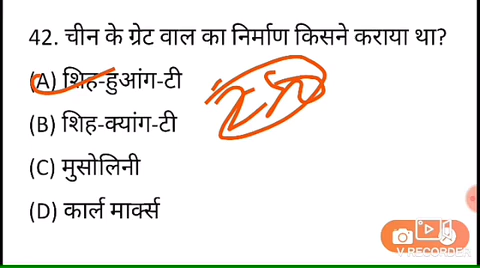 42. चीन के ग्रेट वाल का निर्माण किसने कराया था?
(A) शिह-हुआंग-टी
(B) शिह-क्यांग-टी
(C) मुसोलिनी
(D) कार्ल मार्क्स
V RECORDER